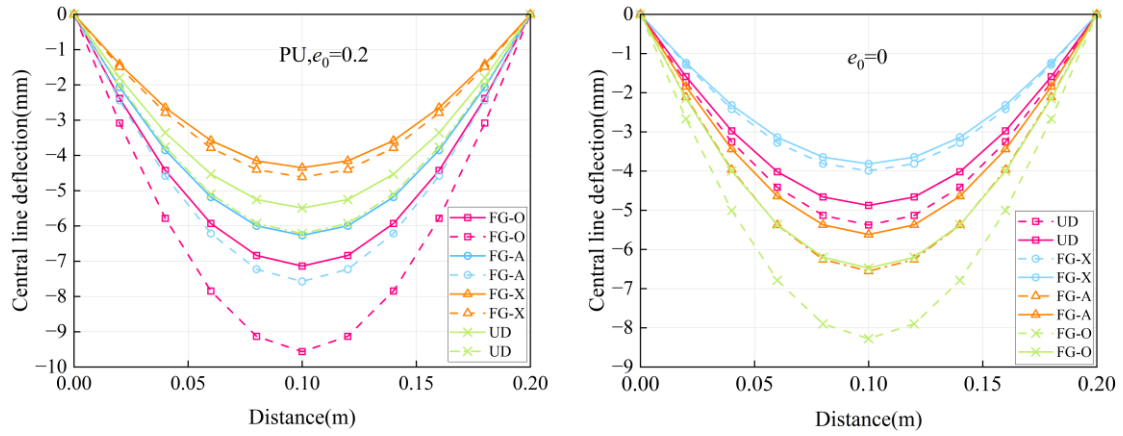 PU,e₀=0.2
Central line deflection(mm)
0
−1
−2
−3
−4
−5
−6
−7
−8
−9
−10
FG-O
FG-O
FG-A
FG-A
FG-X
FG-X
UD
UD
0.00
0.05
0.10
0.15
0.20
Distance(m)
e₀=0
Central line deflection(mm)
0
−1
−2
−3
−4
−5
−6
−7
−8
−9
UD
UD
FG-X
FG-X
FG-A
FG-A
FG-O
FG-O
0.00
0.05
0.10
0.15
0.20
Distance(m)